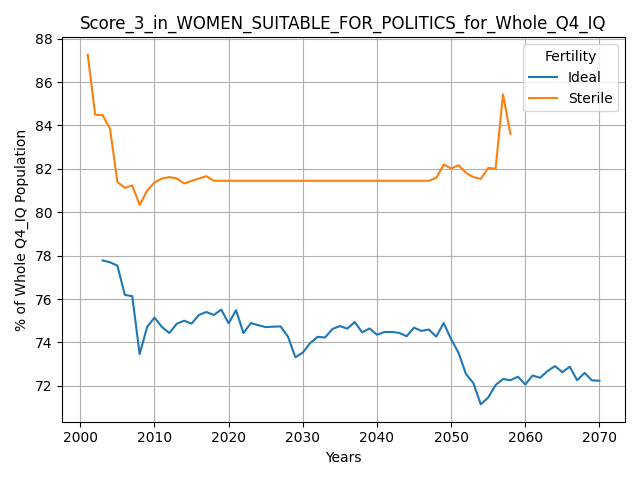 Score_3_in_WOMEN_SUITABLE_FOR_POLITICS_for_Whole_Q4_IQ
Fertility
Ideal
Sterile
% of Whole Q4_IQ Population
88
86
84
82
80
78
76
74
72
2000 2010 2020 2030 2040 2050 2060 2070
Years